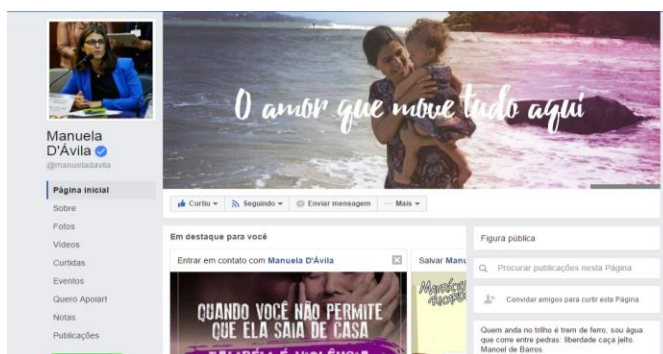 O amor que move tudo aqui
Manuela
D'Ávila
@manueladavila
Página inicial
Sobre
Fotos
Vídeos
Curtidas
Eventos
Quero Apoiar!
Notas
Publicações
Curtiu
Seguindo
Enviar mensagem
Mais
Em destaque para você
Entrar em contato com Manuela D'Ávila
QUANDO VOCÊ NÃO PERMITE
QUE ELA SAIA DE CASA
TAMBÉM É VIOLÊNCIA
Salvar Manu
Figura pública
Procurar publicações nesta Página
Convidar amigos para curtir esta Página
Quem anda no trilho é trem de ferro, sou água
que corre entre pedras: liberdade caça jeito.
Manoel de Barros